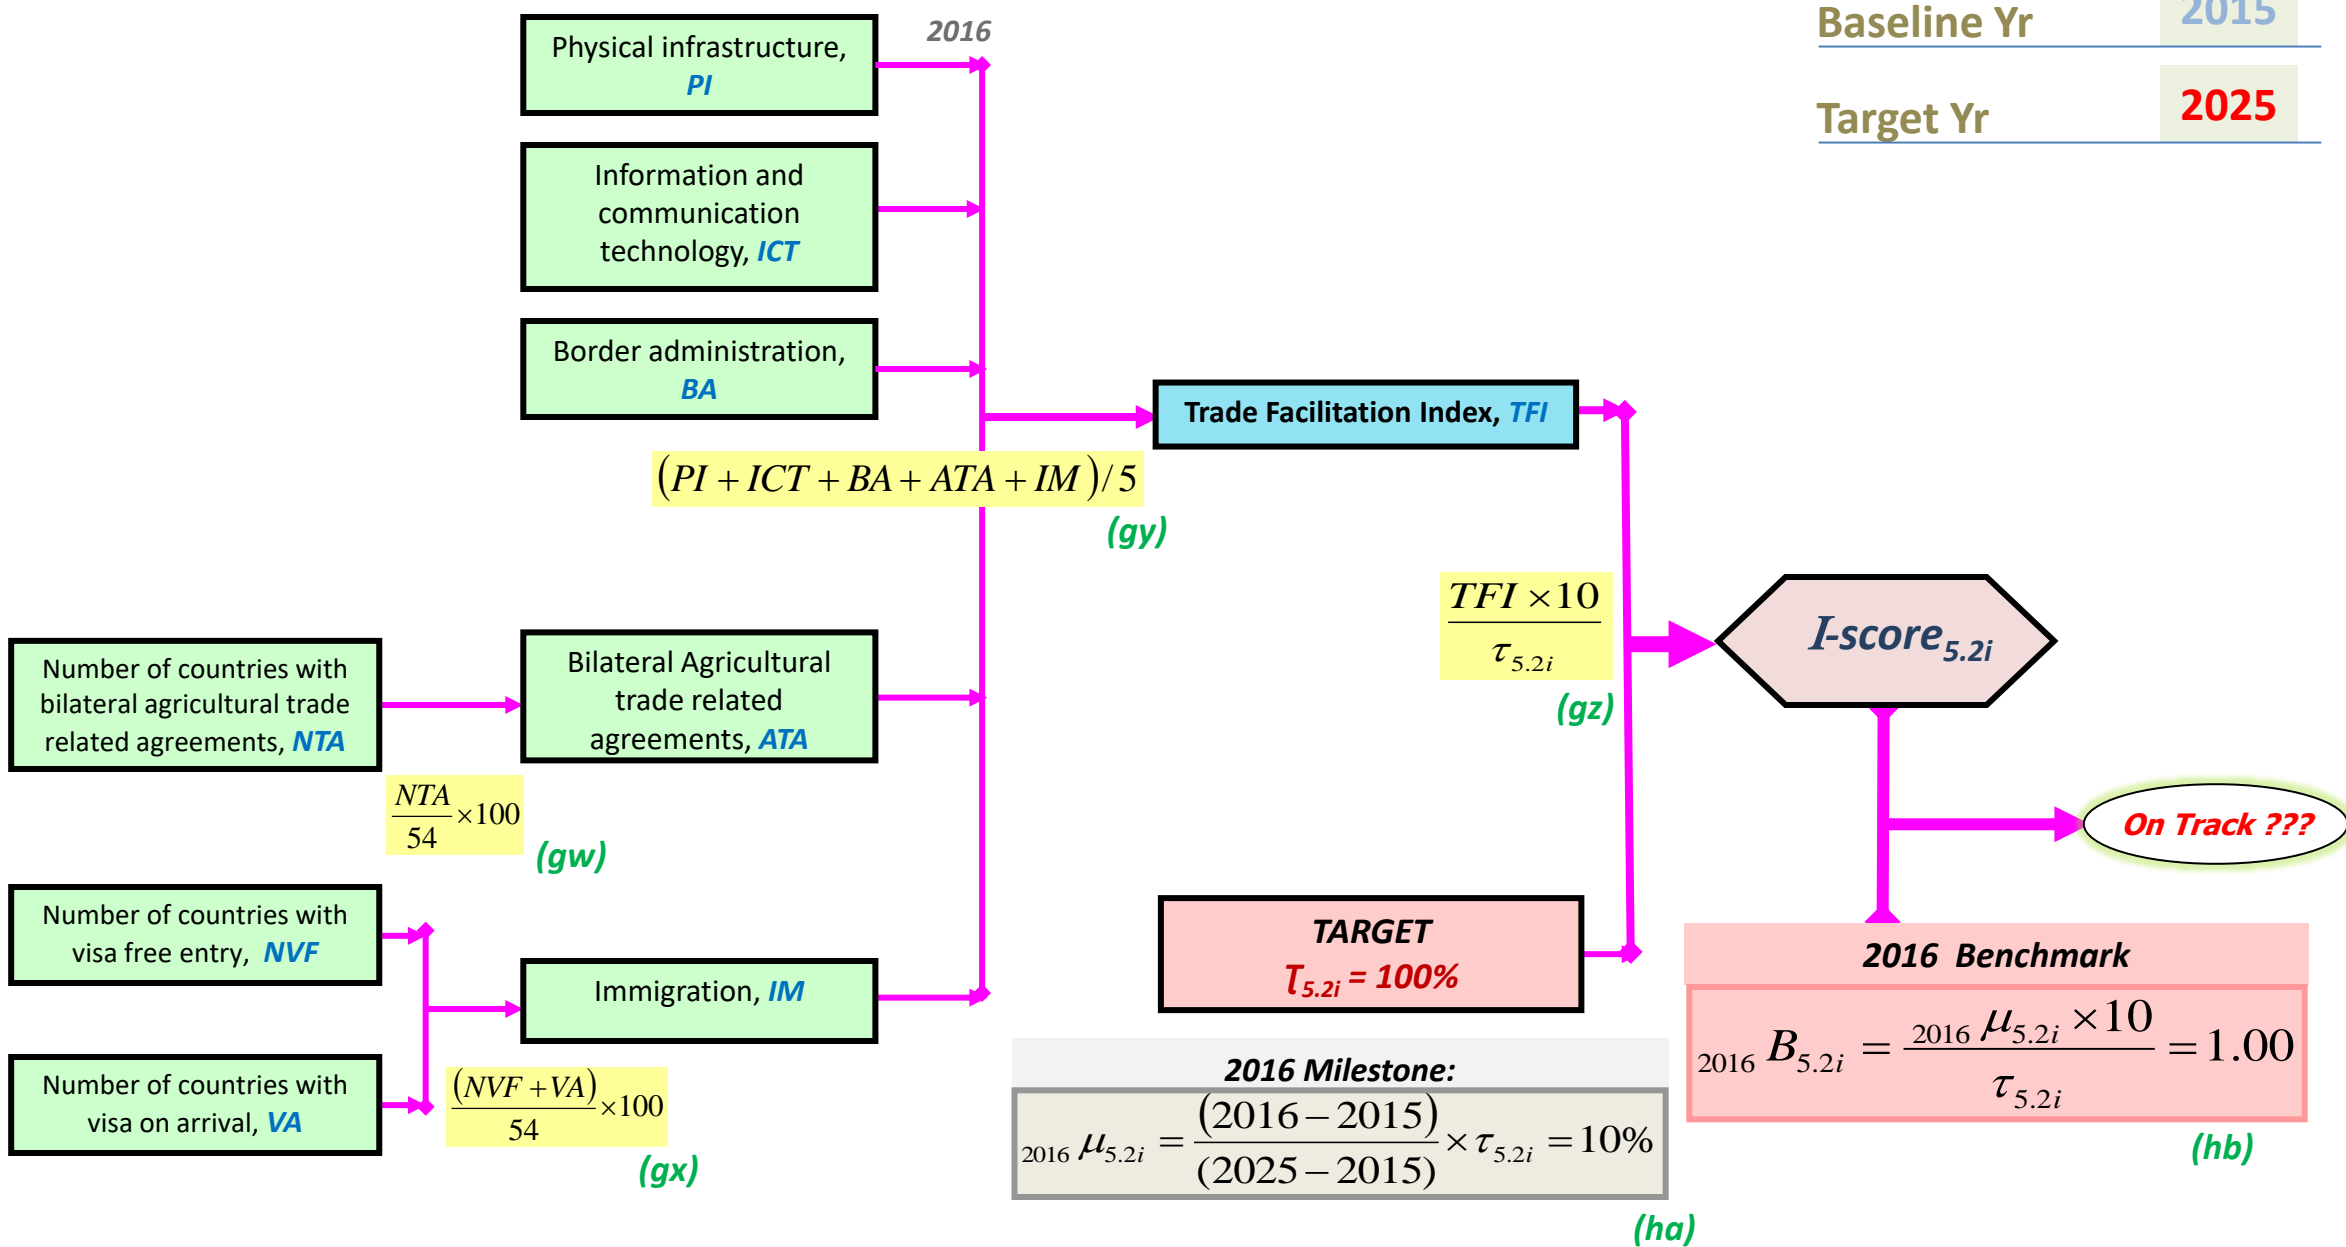 Baseline Yr 2015
Target Yr 2025
2016
Physical infrastructure,
PI
Information and
communication
technology, ICT
Border administration,
BA
Trade Facilitation Index, TFI
(PI + ICT + BA + ATA + IM)/5
(gy)
Number of countries with
bilateral agricultural trade
related agreements, NTA
NTA/54 ×100
(gw)
Bilateral Agricultural
trade related
agreements, ATA
Number of countries with
visa free entry, NVF
Number of countries with
visa on arrival, VA
(NVF + VA)/54 ×100
(gx)
Immigration, IM
TFI ×10/τ5.2i
(gz)
I-score5.2i
On Track ???
TARGET
τ5.2i = 100%
2016 Milestone:
2016 μ5.2i = (2016 – 2015)/(2025 – 2015) × τ5.2i = 10%
(ha)
2016 Benchmark
2016 B5.2i = 2016 μ5.2i ×10/τ5.2i = 1.00
(hb)